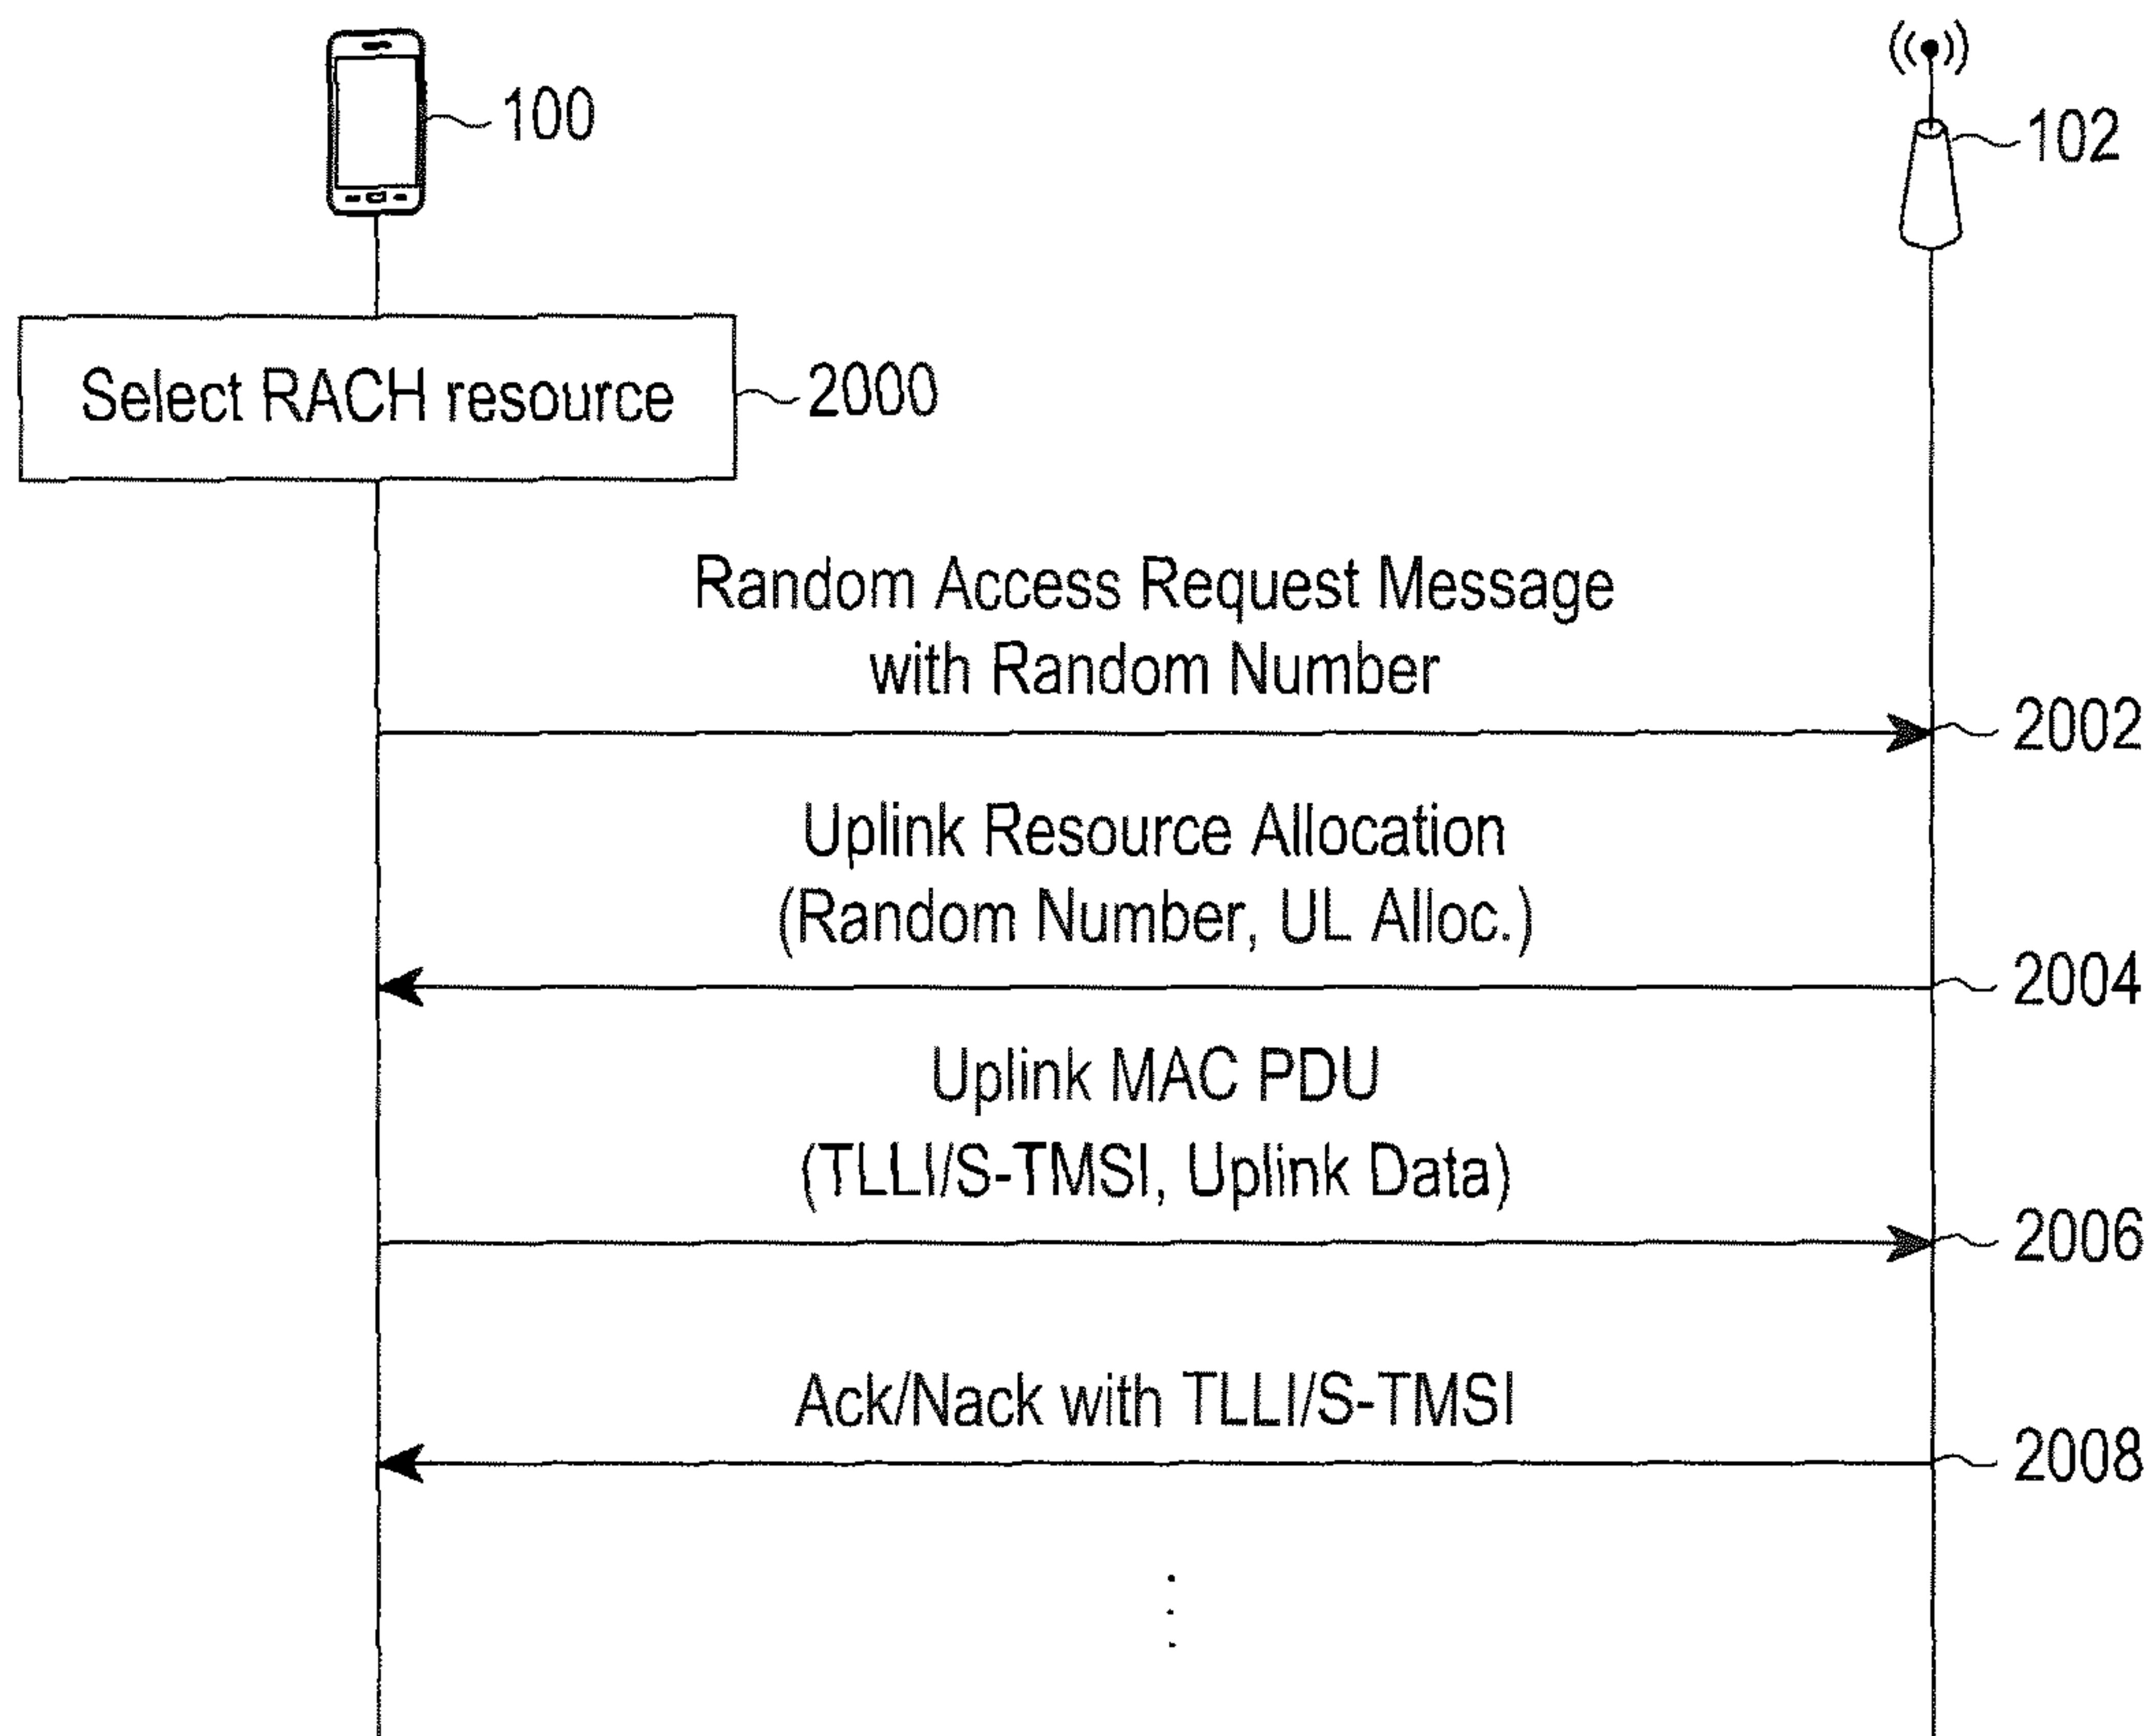 100
102
Select RACH resource
2000
Random Access Request Message
with Random Number
2002
Uplink Resource Allocation
(Random Number, UL Alloc.)
2004
Uplink MAC PDU
(TLLI/S-TMSI, Uplink Data)
2006
Ack/Nack with TLLI/S-TMSI
2008